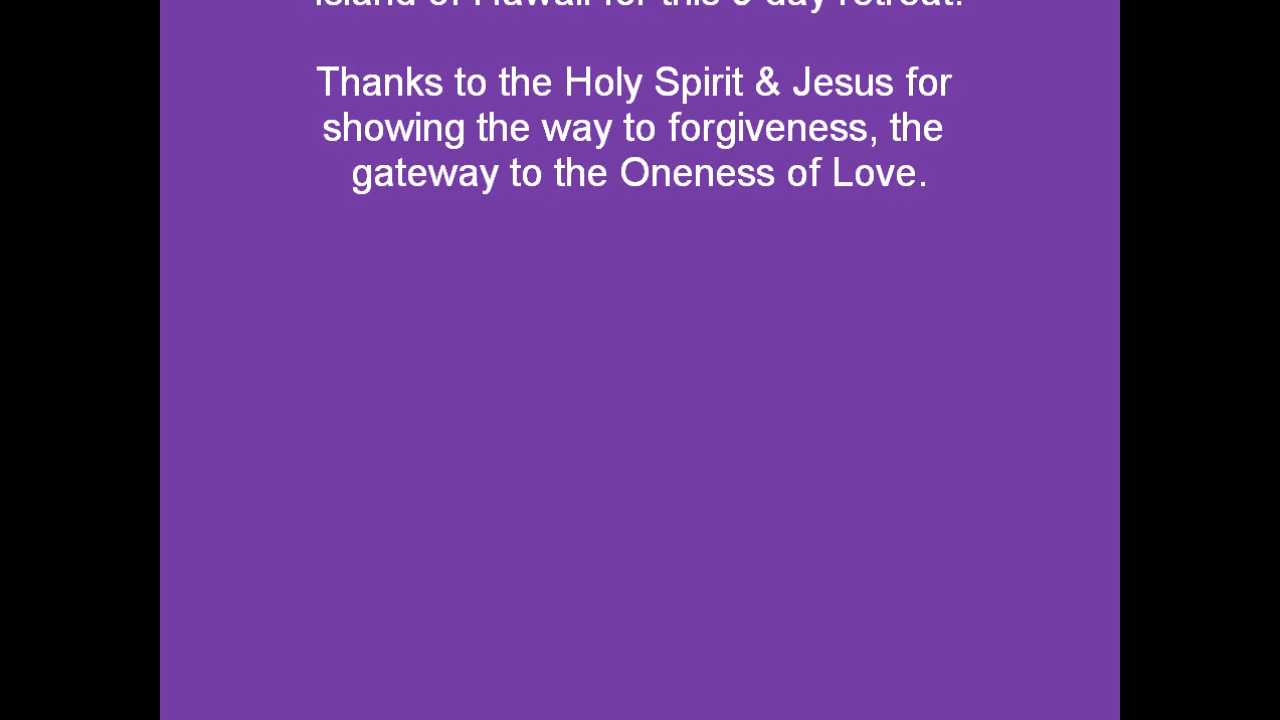 island of Hawaii for this day retreat.
Thanks to the Holy Spirit & Jesus for
showing the way to forgiveness, the
gateway to the Oneness of Love.